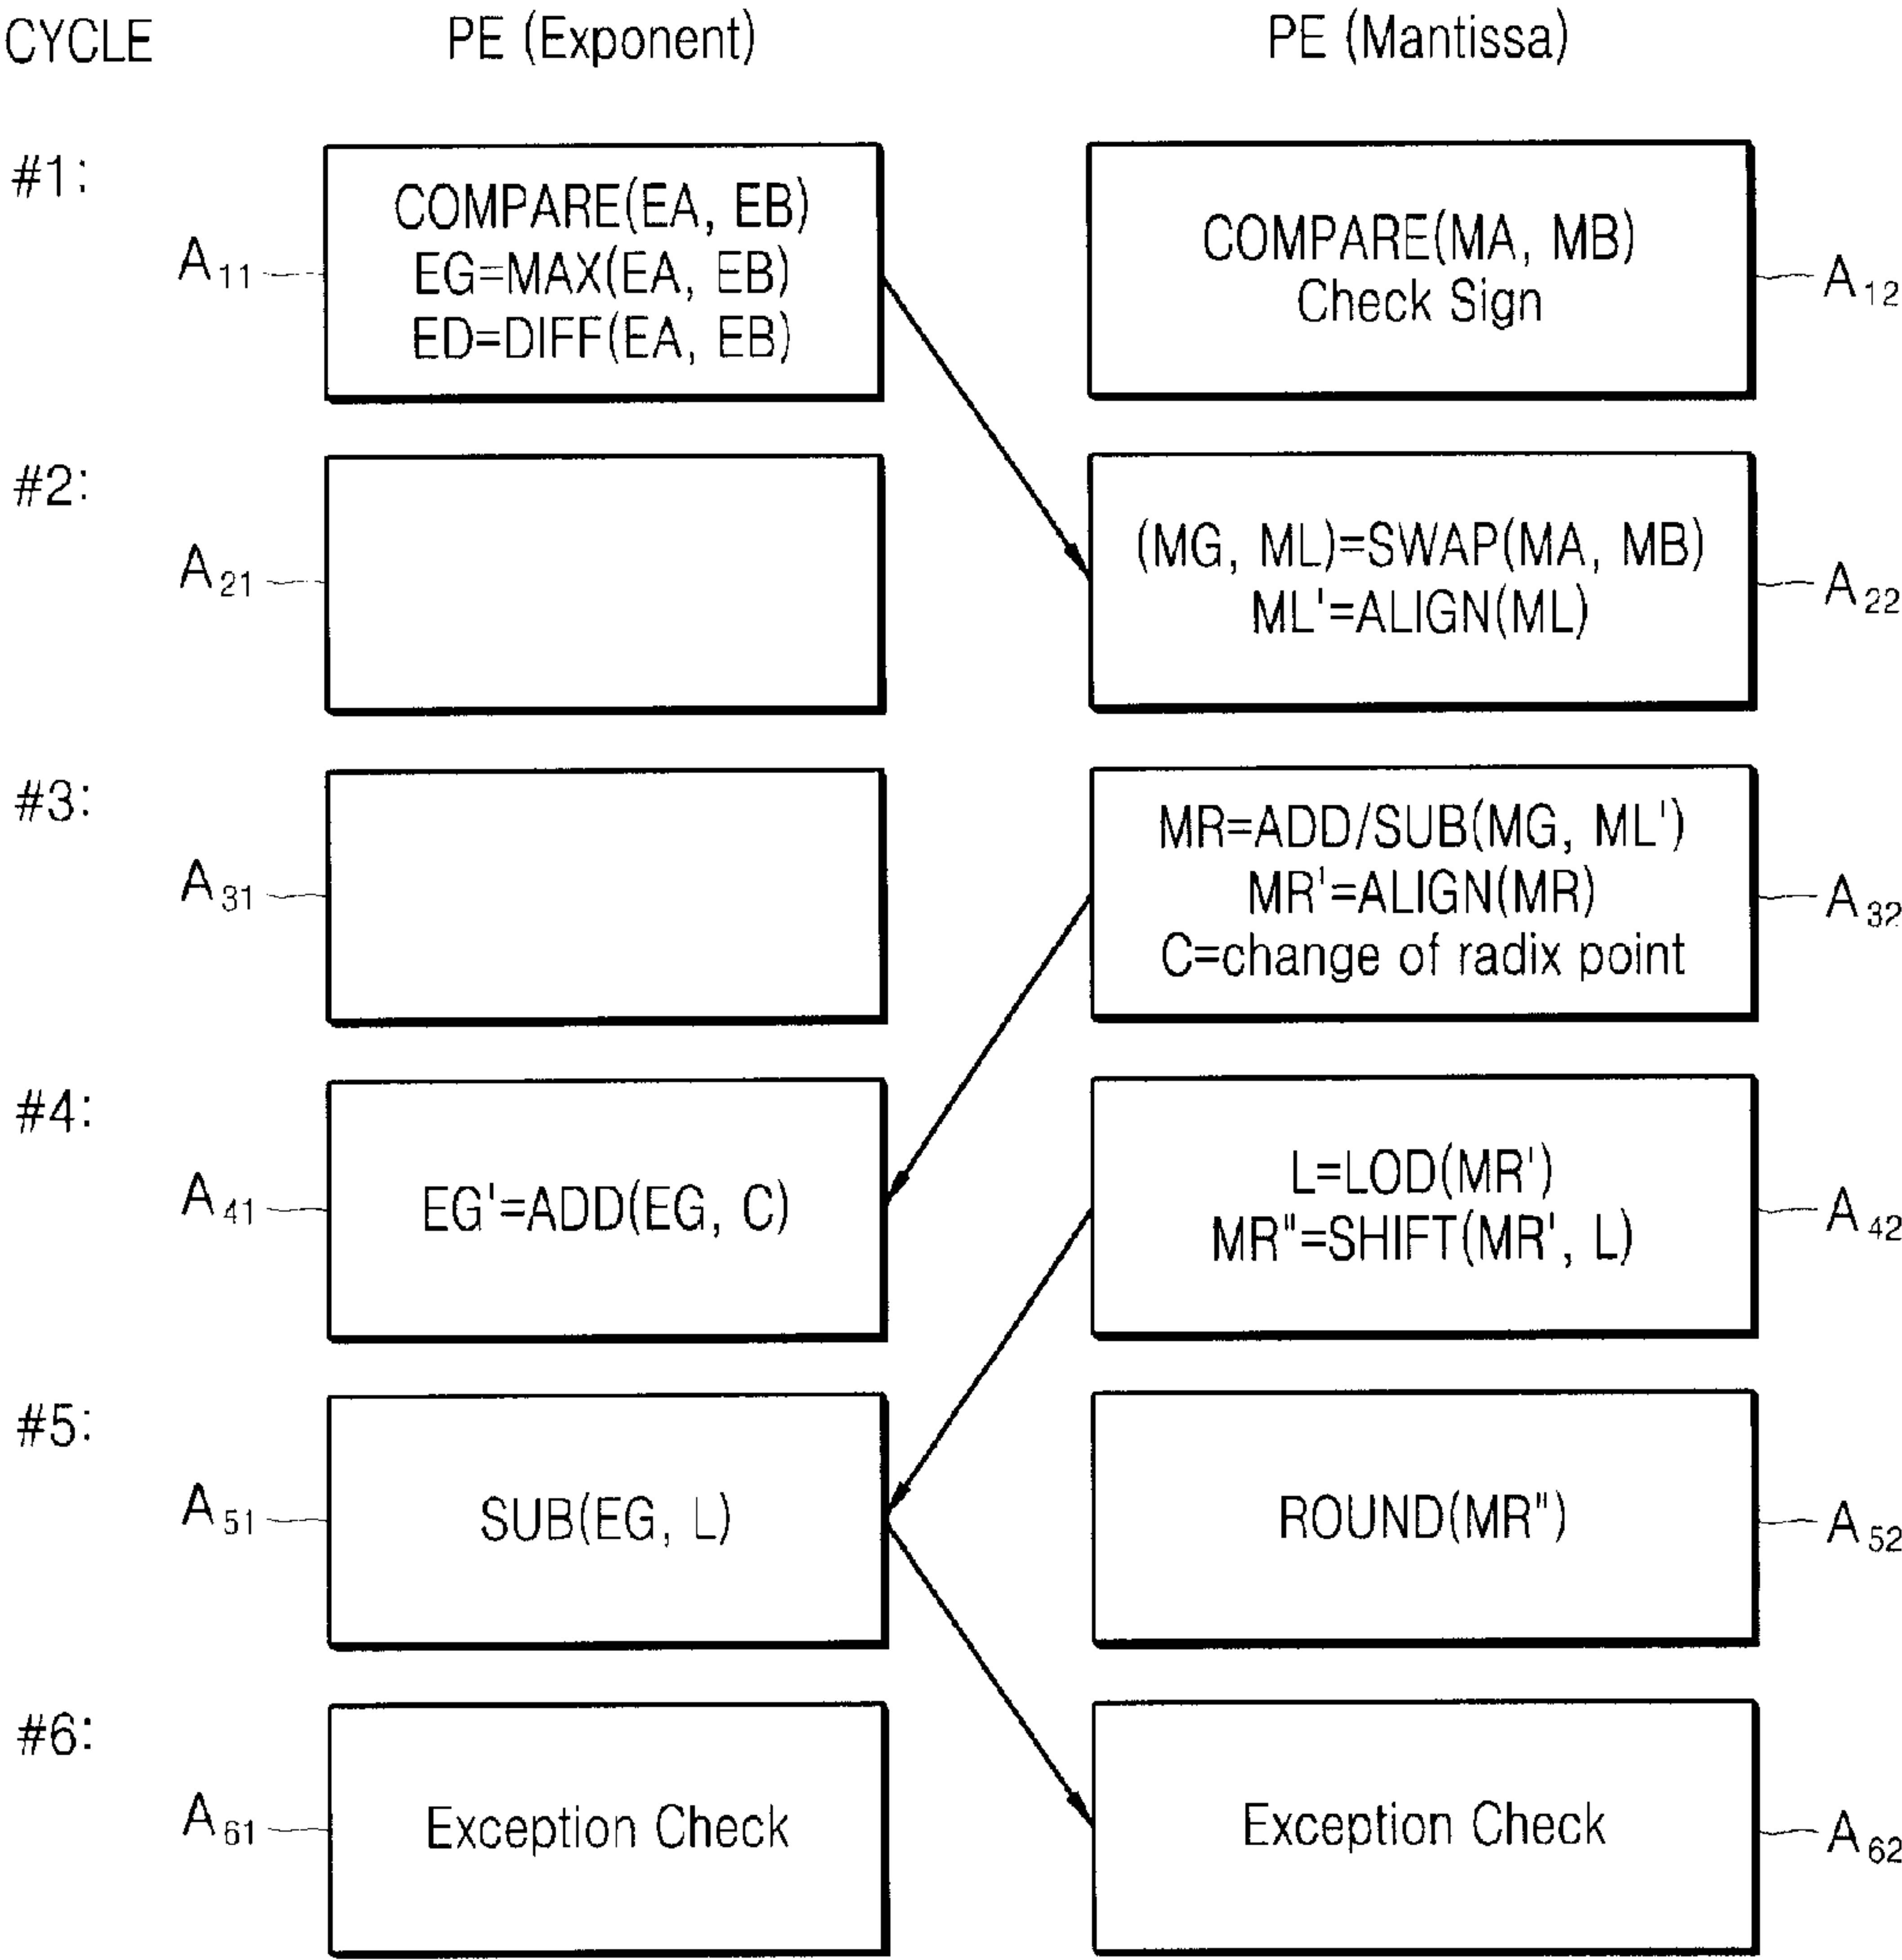 CYCLE PE (Exponent) PE (Mantissa)
#1:
A11
COMPARE(EA, EB)
EG=MAX(EA, EB)
ED=DIFF(EA, EB)
COMPARE(MA, MB)
Check Sign
A12
#2:
A21
(MG, ML)=SWAP(MA, MB)
ML'=ALIGN(ML)
A22
#3:
A31
MR=ADD/SUB(MG, ML')
MR'=ALIGN(MR)
C=change of radix point
A32
#4:
A41
EG'=ADD(EG, C)
L=LOD(MR')
MR"=SHIFT(MR', L)
A42
#5:
A51
SUB(EG, L)
ROUND(MR")
A52
#6:
A61
Exception Check
Exception Check
A62